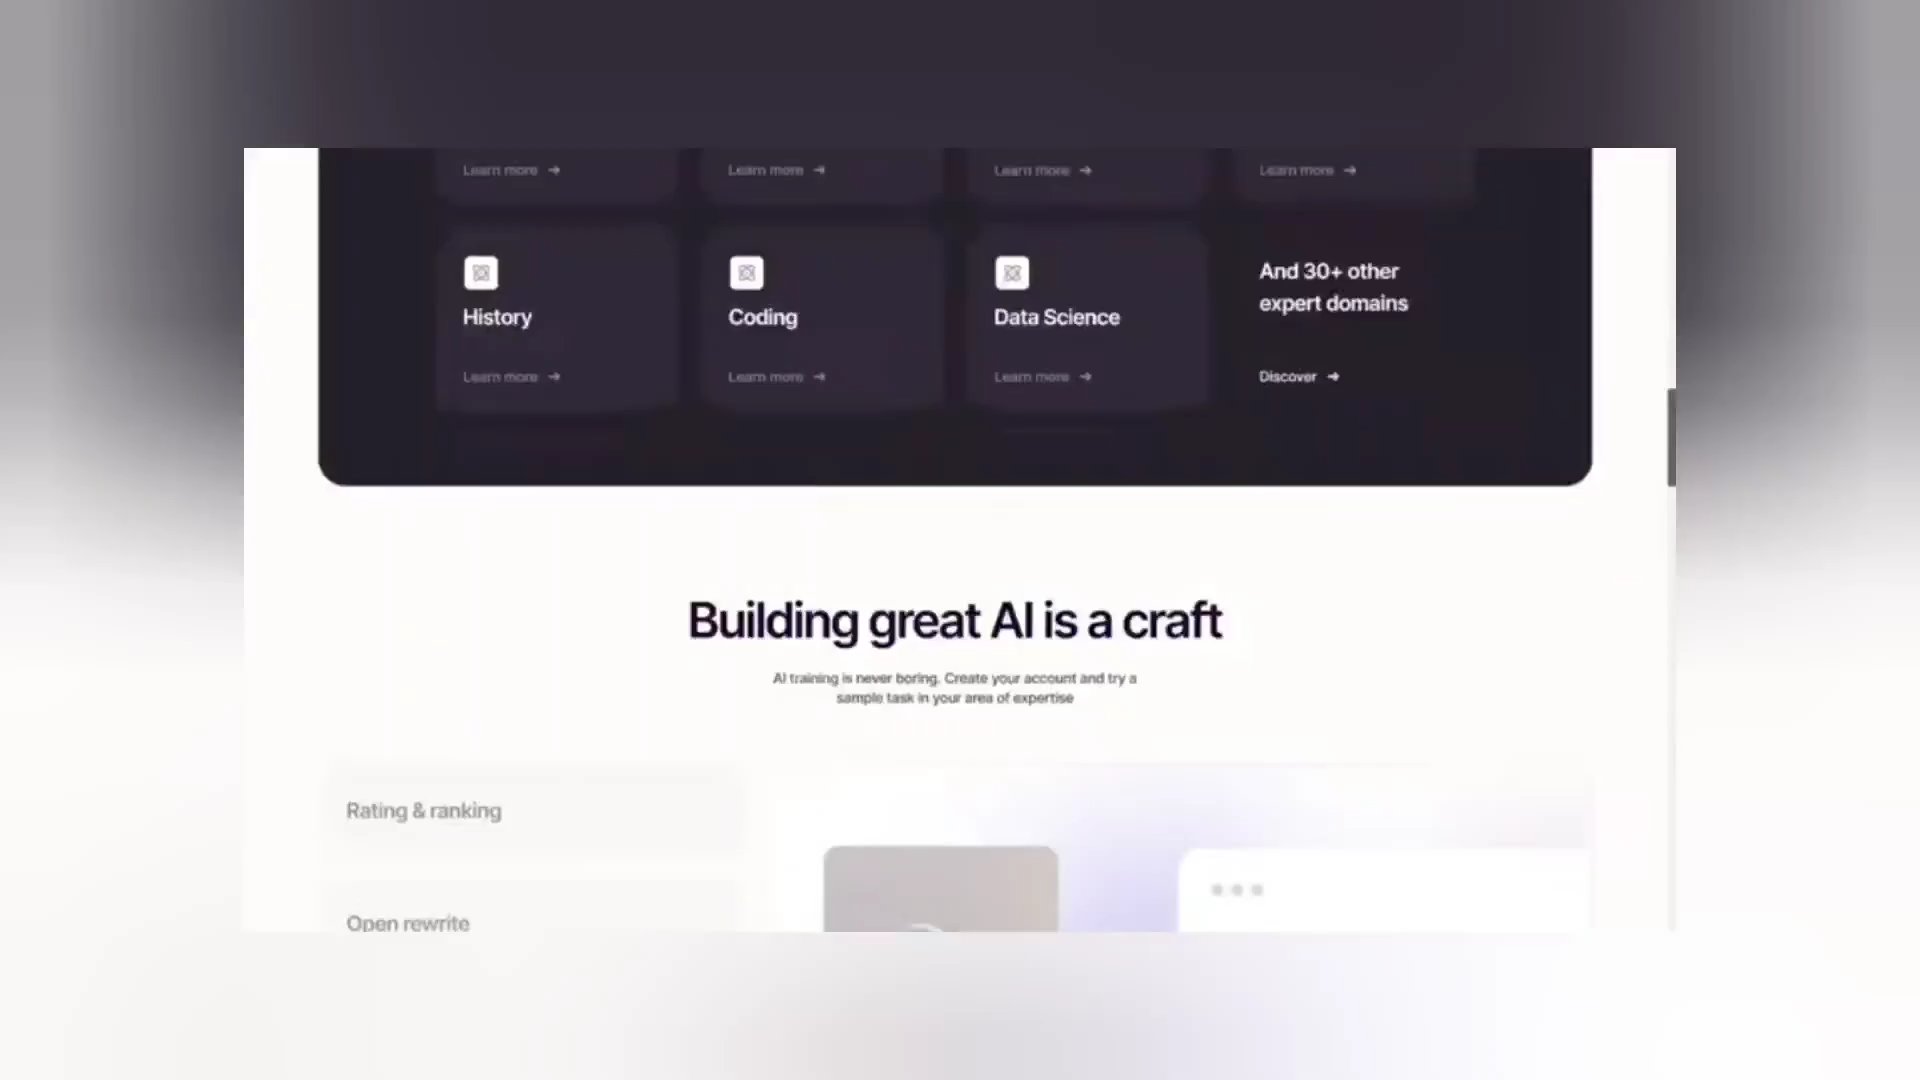 Learn more → Learn more → Learn more → Learn more →
History
Learn more →
Coding
Learn more →
Data Science
Learn more →
And 30+ other
expert domains
Discover →
Building great AI is a craft
AI training is never boring. Create your account and try a
sample task in your area of expertise
Rating & ranking
Open rewrite